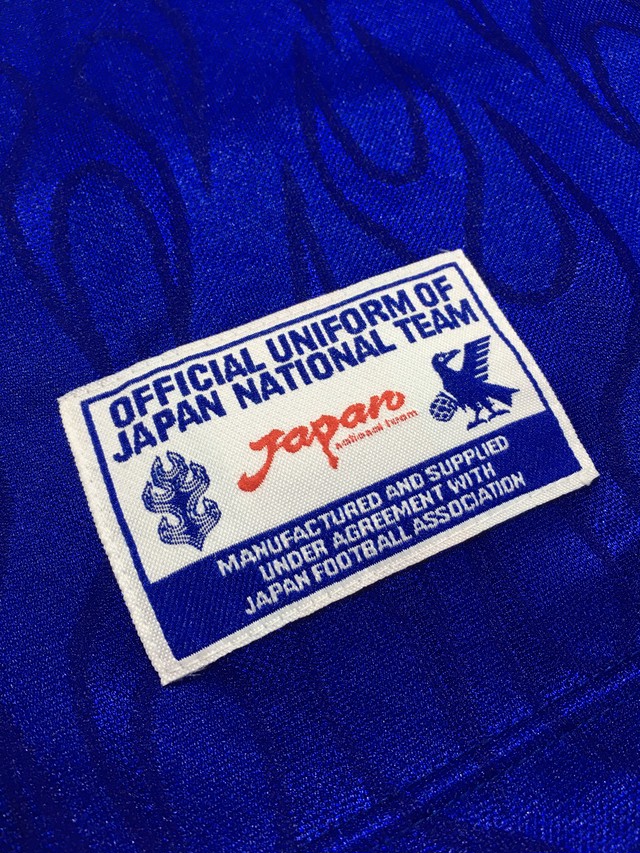 OFFICIAL UNIFORM OF
JAPAN NATIONAL TEAM
Japan
national team
MANUFACTURED AND SUPPLIED
UNDER AGREEMENT WITH
JAPAN FOOTBALL ASSOCIATION